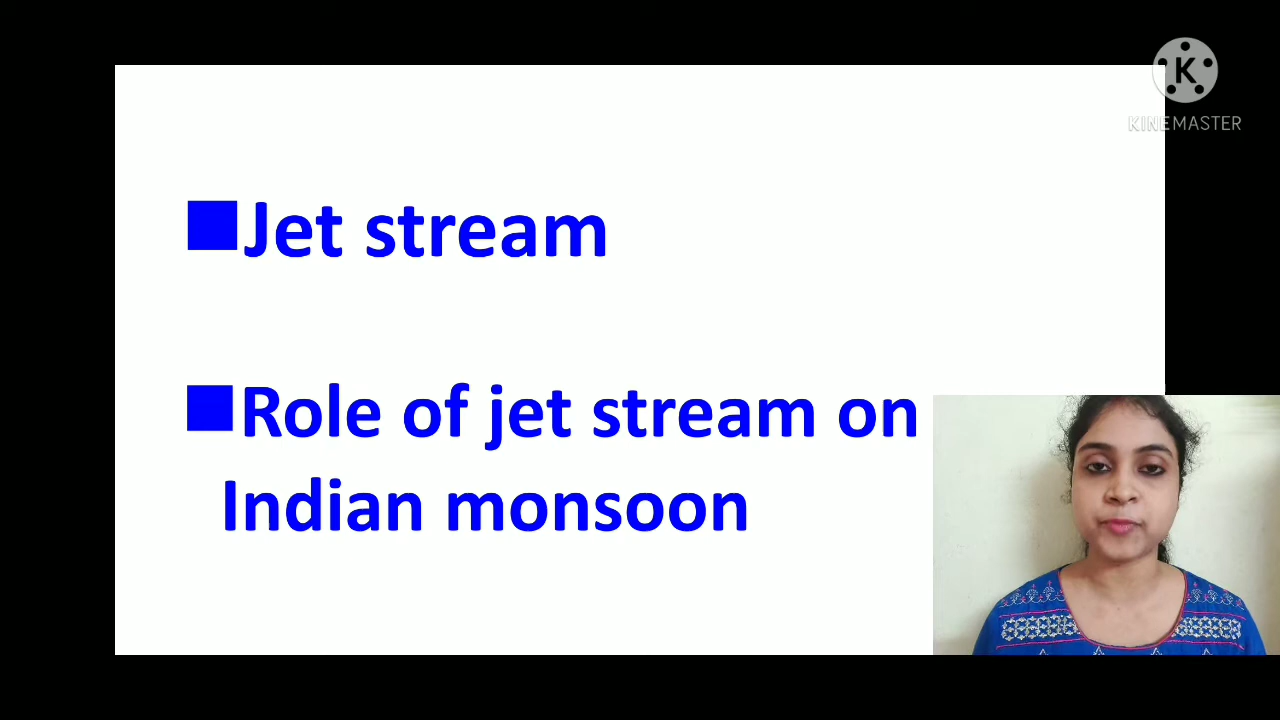 K
KINEMASTER
Jet stream
Role of jet stream on
Indian monsoon